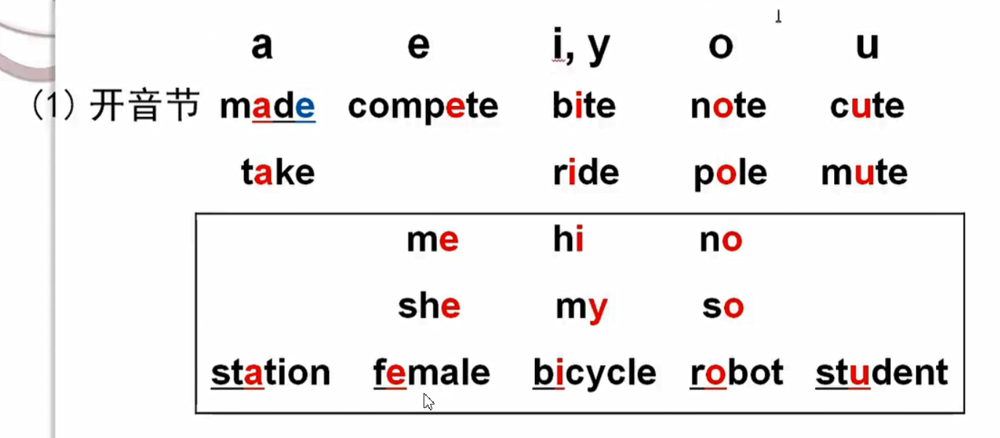 a e i, y o u
(1) 开音节 made compete bite note cute
take ride pole mute
me hi no
she my so
station female bicycle robot student